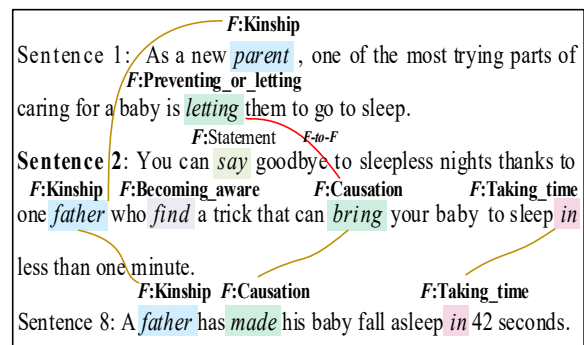 F:Kinship
Sentence 1: As a new parent , one of the most trying parts of
F:Preventing_or_letting
caring for a baby is letting them to go to sleep.
F:Statement F-to-F
Sentence 2: You can say goodbye to sleepless nights thanks to
F:Kinship F:Becoming_aware F:Causation F:Taking_time
one father who find a trick that can bring your baby to sleep in
less than one minute.
F:Kinship F:Causation F:Taking_time
Sentence 8: A father has made his baby fall asleep in 42 seconds.